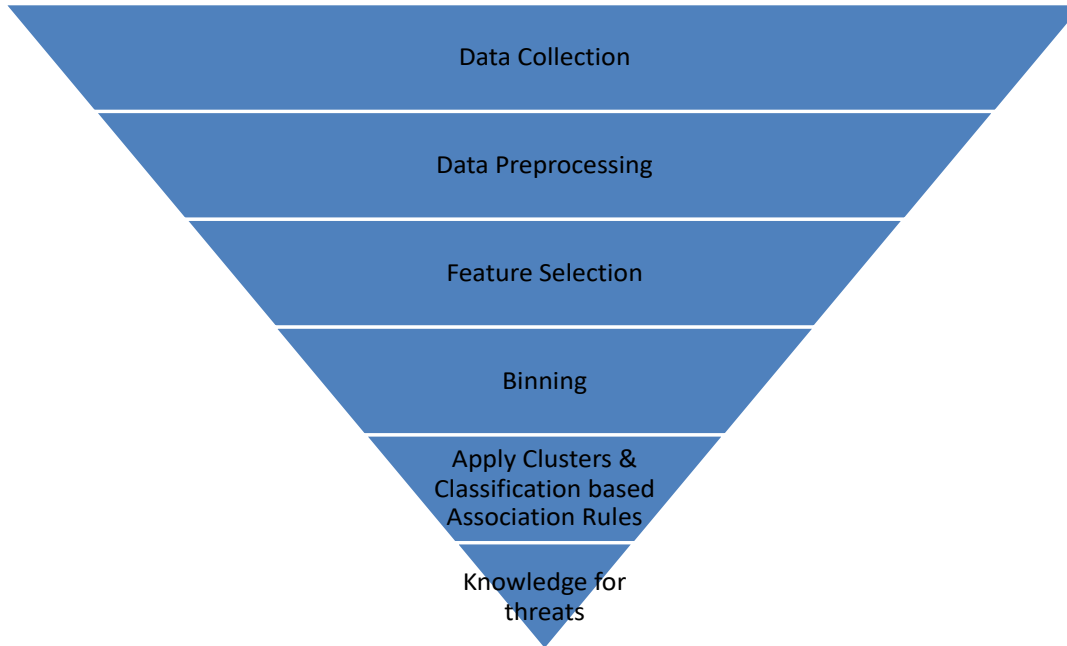 Data Collection
Data Preprocessing
Feature Selection
Binning
Apply Clusters &
Classification based
Association Rules
Knowledge for
threats